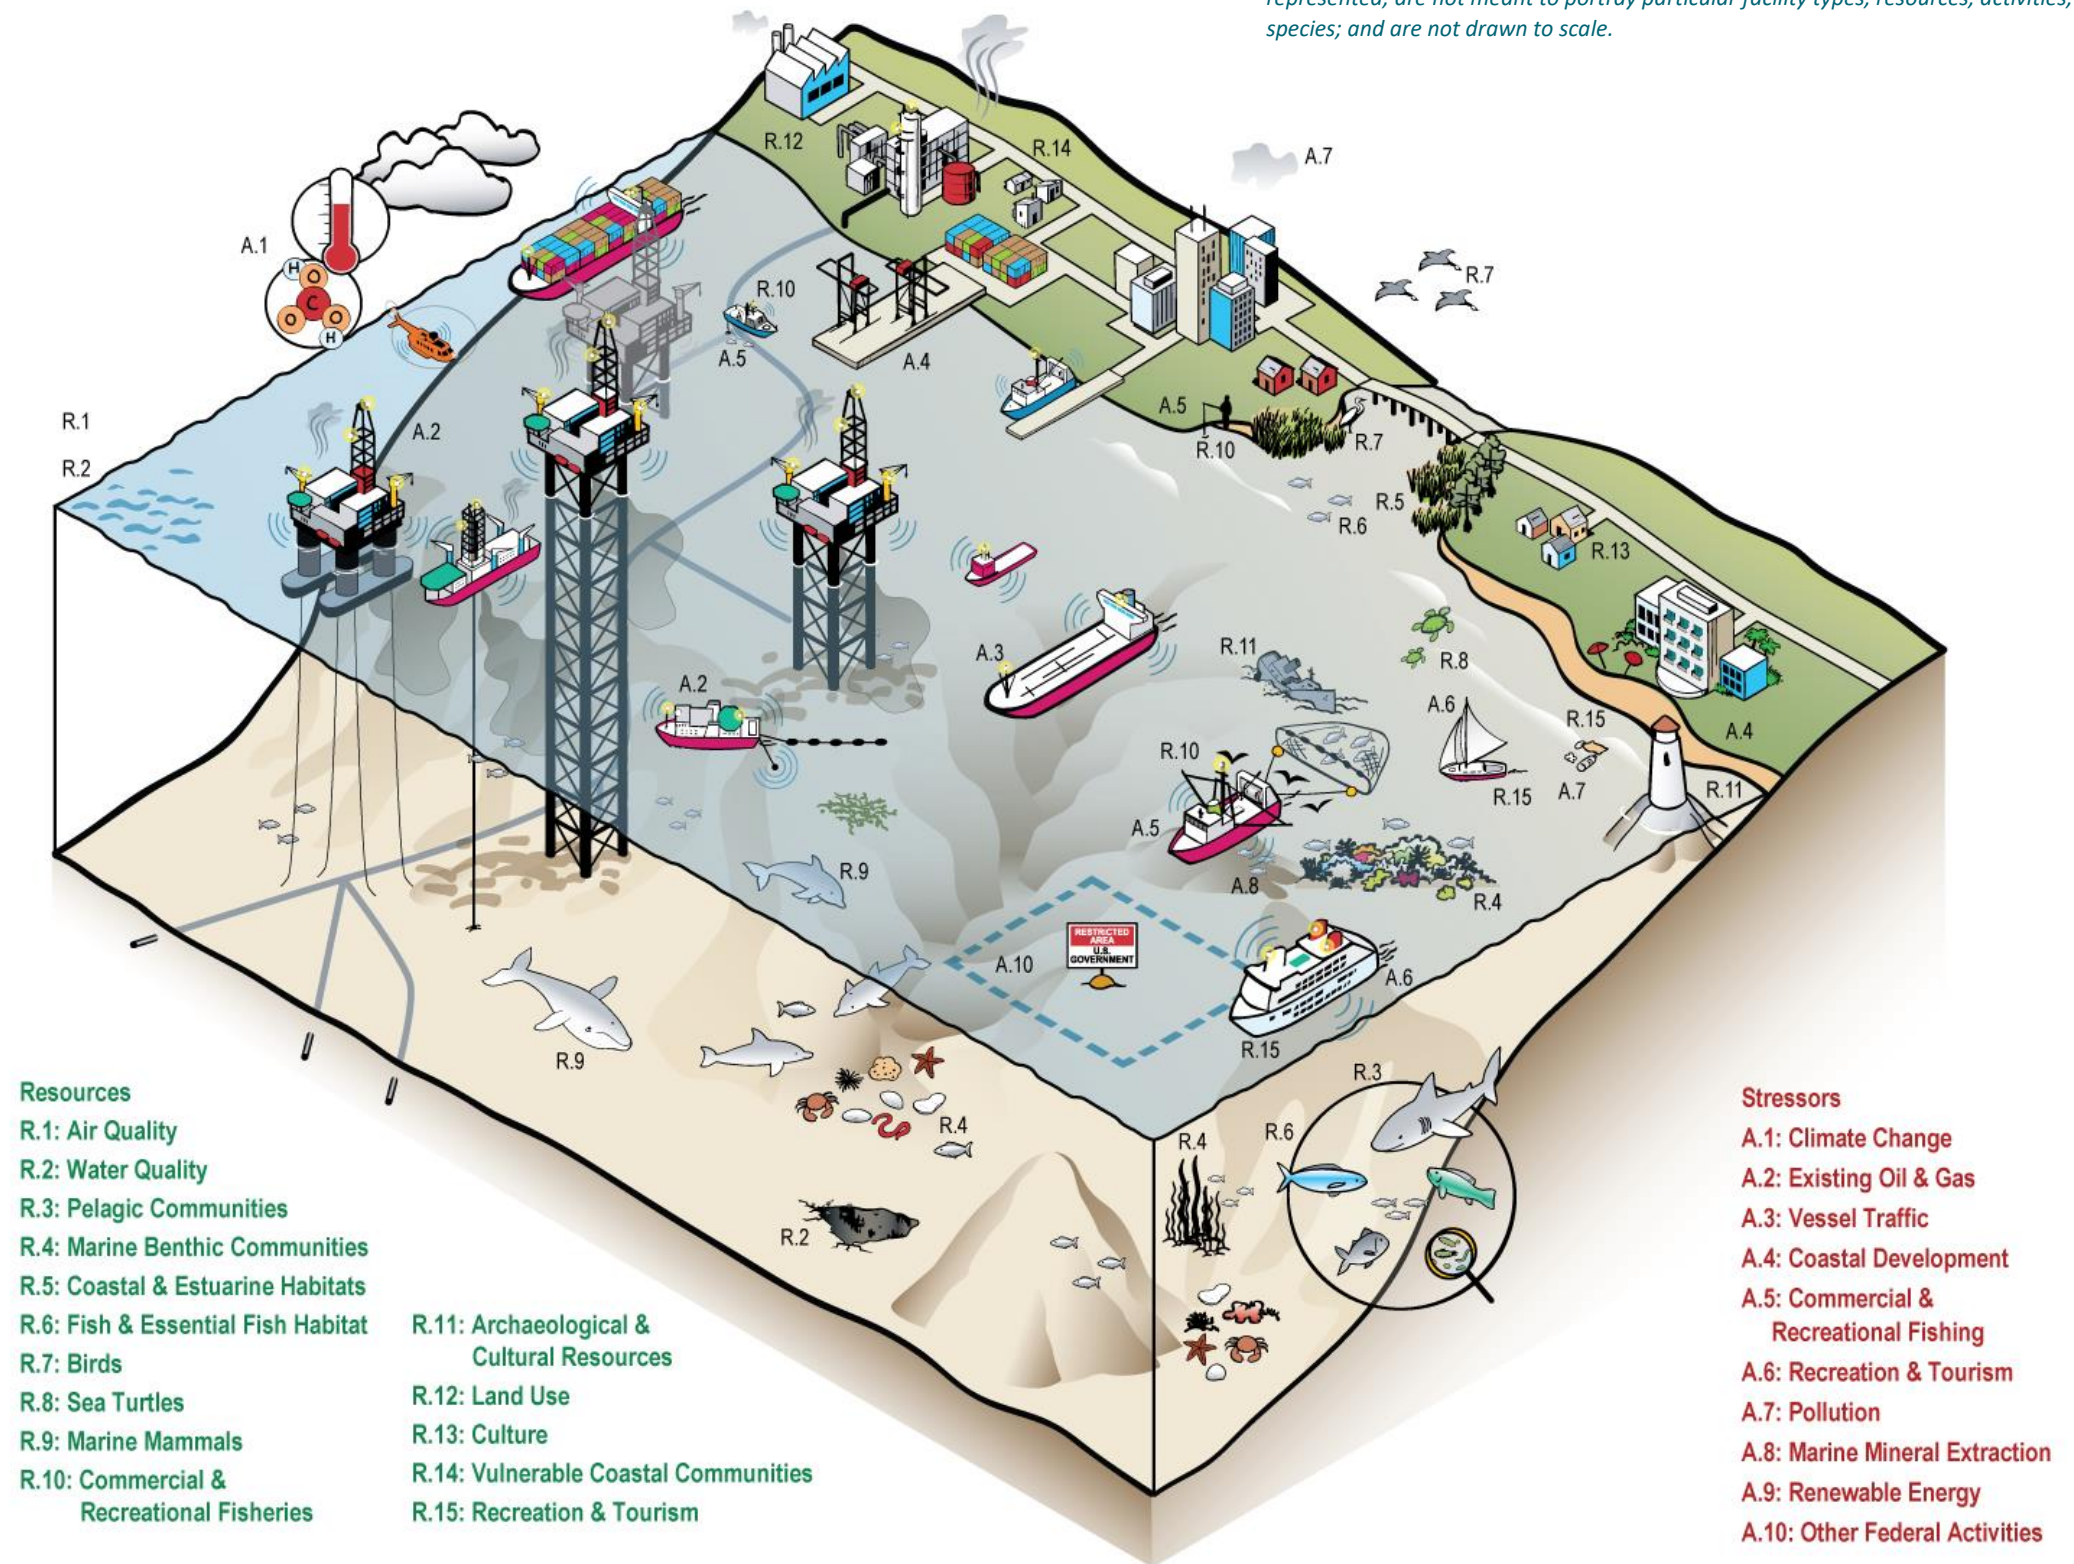 represented; are not meant to portray particular facility types, resources, activities,
species; and are not drawn to scale.
R.12
R.14
A.7
A.1
H
O
C
O
O
H
R.7
R.10
A.5
A.4
R.1
R.2
A.2
A.5
R.10
R.7
R.5
R.6
R.13
A.3
R.11
R.8
A.2
A.6
R.15
A.4
R.10
R.15
A.7
R.11
A.5
R.9
A.8
R.4
RESTRICTED
AREA
U.S.
GOVERNMENT
A.10
A.6
R.9
R.15
R.3
R.4
R.4
R.6
R.2
Resources
R.1: Air Quality
R.2: Water Quality
R.3: Pelagic Communities
R.4: Marine Benthic Communities
R.5: Coastal & Estuarine Habitats
R.6: Fish & Essential Fish Habitat
R.7: Birds
R.8: Sea Turtles
R.9: Marine Mammals
R.10: Commercial &
Recreational Fisheries
R.11: Archaeological &
Cultural Resources
R.12: Land Use
R.13: Culture
R.14: Vulnerable Coastal Communities
R.15: Recreation & Tourism
Stressors
A.1: Climate Change
A.2: Existing Oil & Gas
A.3: Vessel Traffic
A.4: Coastal Development
A.5: Commercial &
Recreational Fishing
A.6: Recreation & Tourism
A.7: Pollution
A.8: Marine Mineral Extraction
A.9: Renewable Energy
A.10: Other Federal Activities